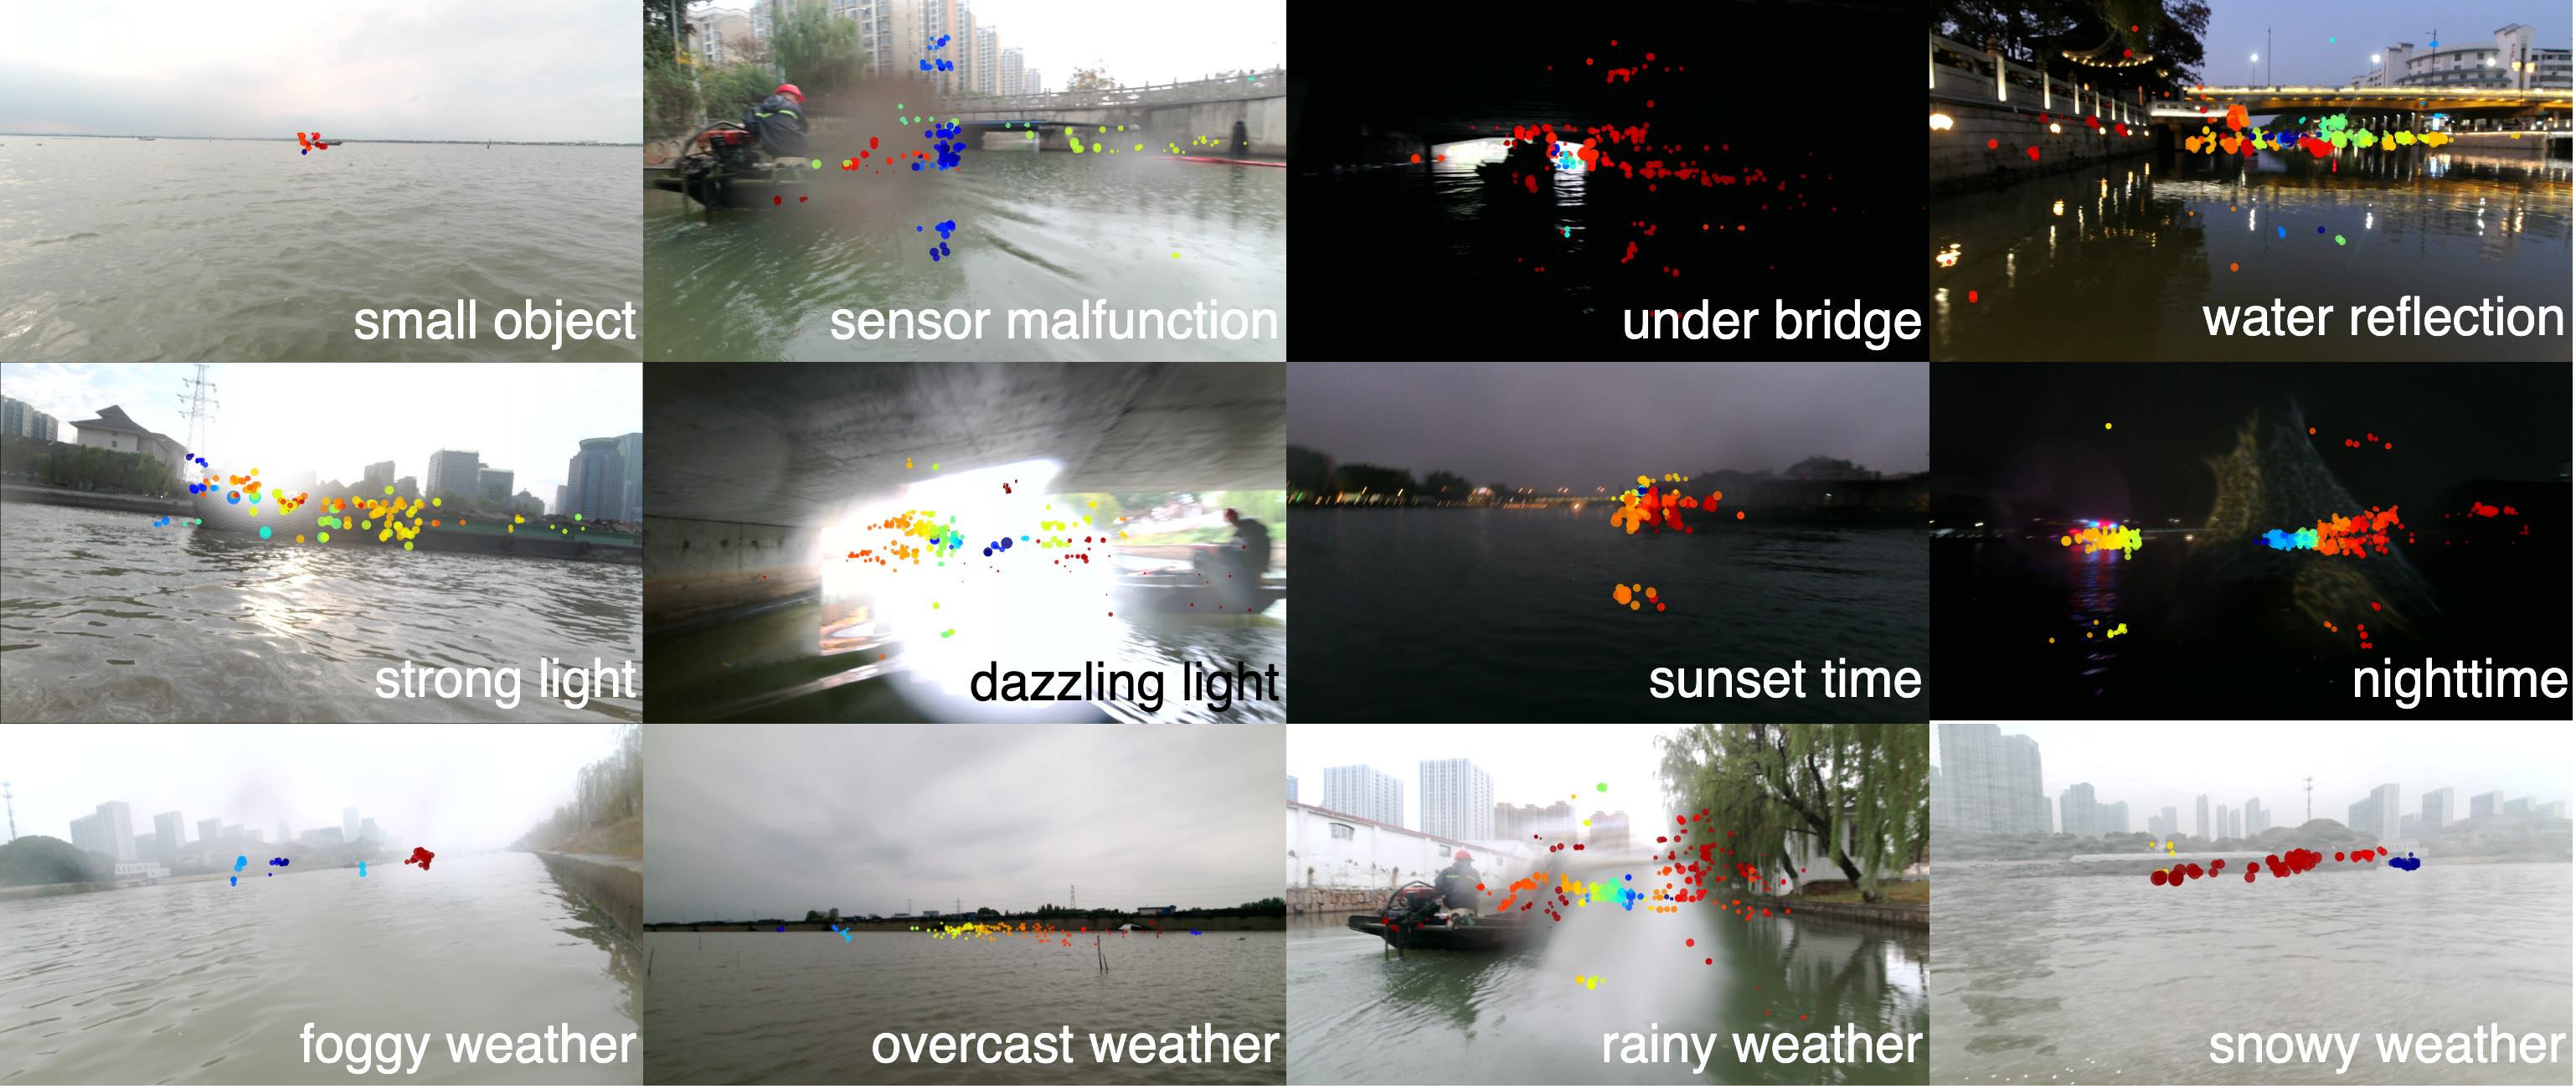 small object
sensor malfunction
under bridge
water reflection
strong light
dazzling light
sunset time
nighttime
foggy weather
overcast weather
rainy weather
snowy weather